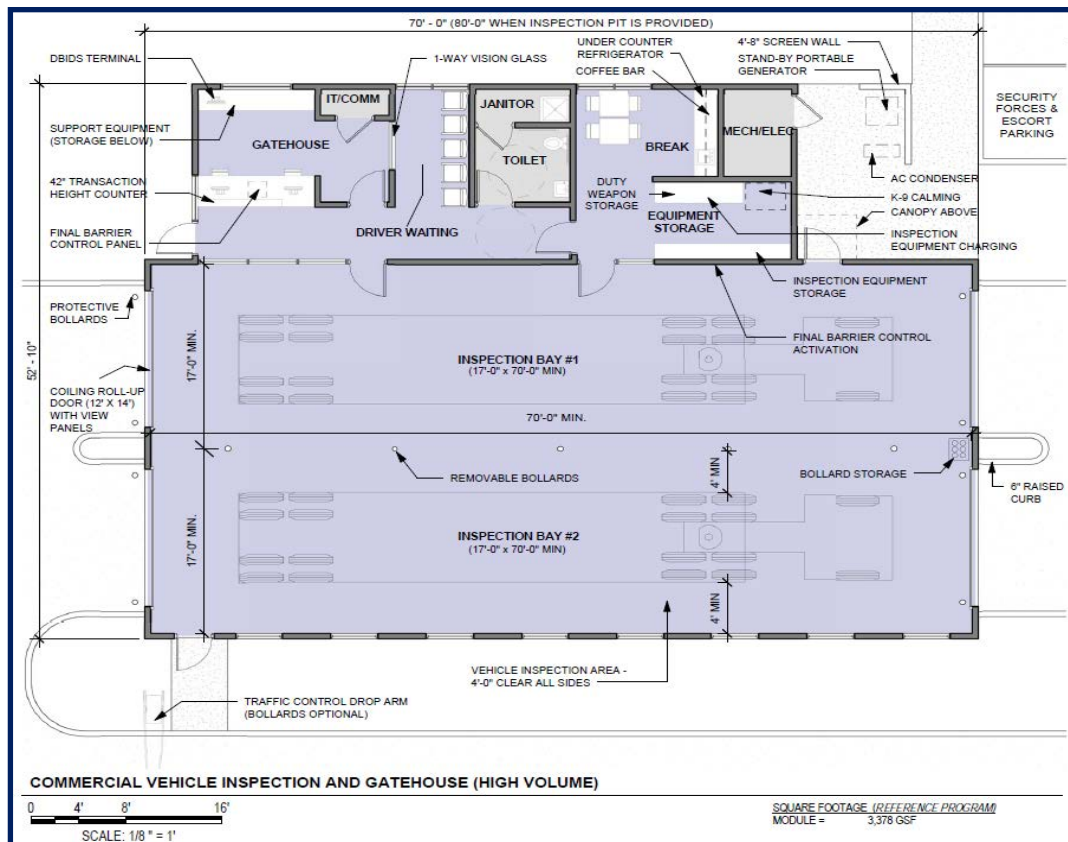 70' - 0" (80'-0" WHEN INSPECTION PIT IS PROVIDED)
DBIDS TERMINAL
1-WAY VISION GLASS
UNDER COUNTER
REFRIGERATOR
COFFEE BAR
4'-8" SCREEN WALL
STAND-BY PORTABLE
GENERATOR
SECURITY
FORCES &
ESCORT
PARKING
IT/COMM
JANITOR
SUPPORT EQUIPMENT
(STORAGE BELOW)
GATEHOUSE
TOILET
BREAK
MECH/ELEC
42" TRANSACTION
HEIGHT COUNTER
DUTY
WEAPON
STORAGE
AC CONDENSER
K-9 CALMING
CANOPY ABOVE
FINAL BARRIER
CONTROL PANEL
DRIVER WAITING
EQUIPMENT
STORAGE
INSPECTION
EQUIPMENT CHARGING
INSPECTION EQUIPMENT
STORAGE
PROTECTIVE
BOLLARDS
52' - 10"
17'-0" MIN.
FINAL BARRIER CONTROL
ACTIVATION
INSPECTION BAY #1
(17'-0" x 70'-0" MIN)
COILING ROLL-UP
DOOR (12' X 14')
WITH VIEW
PANELS
70'-0" MIN.
REMOVABLE BOLLARDS
4' MIN
BOLLARD STORAGE
6" RAISED
CURB
17'-0" MIN.
INSPECTION BAY #2
(17'-0" x 70'-0" MIN)
4' MIN
VEHICLE INSPECTION AREA -
4'-0" CLEAR ALL SIDES
TRAFFIC CONTROL DROP ARM
(BOLLARDS OPTIONAL)
COMMERCIAL VEHICLE INSPECTION AND GATEHOUSE (HIGH VOLUME)
0 4' 8' 16'
SCALE: 1/8 " = 1'
SQUARE FOOTAGE (REFERENCE PROGRAM)
MODULE = 3,378 GSF